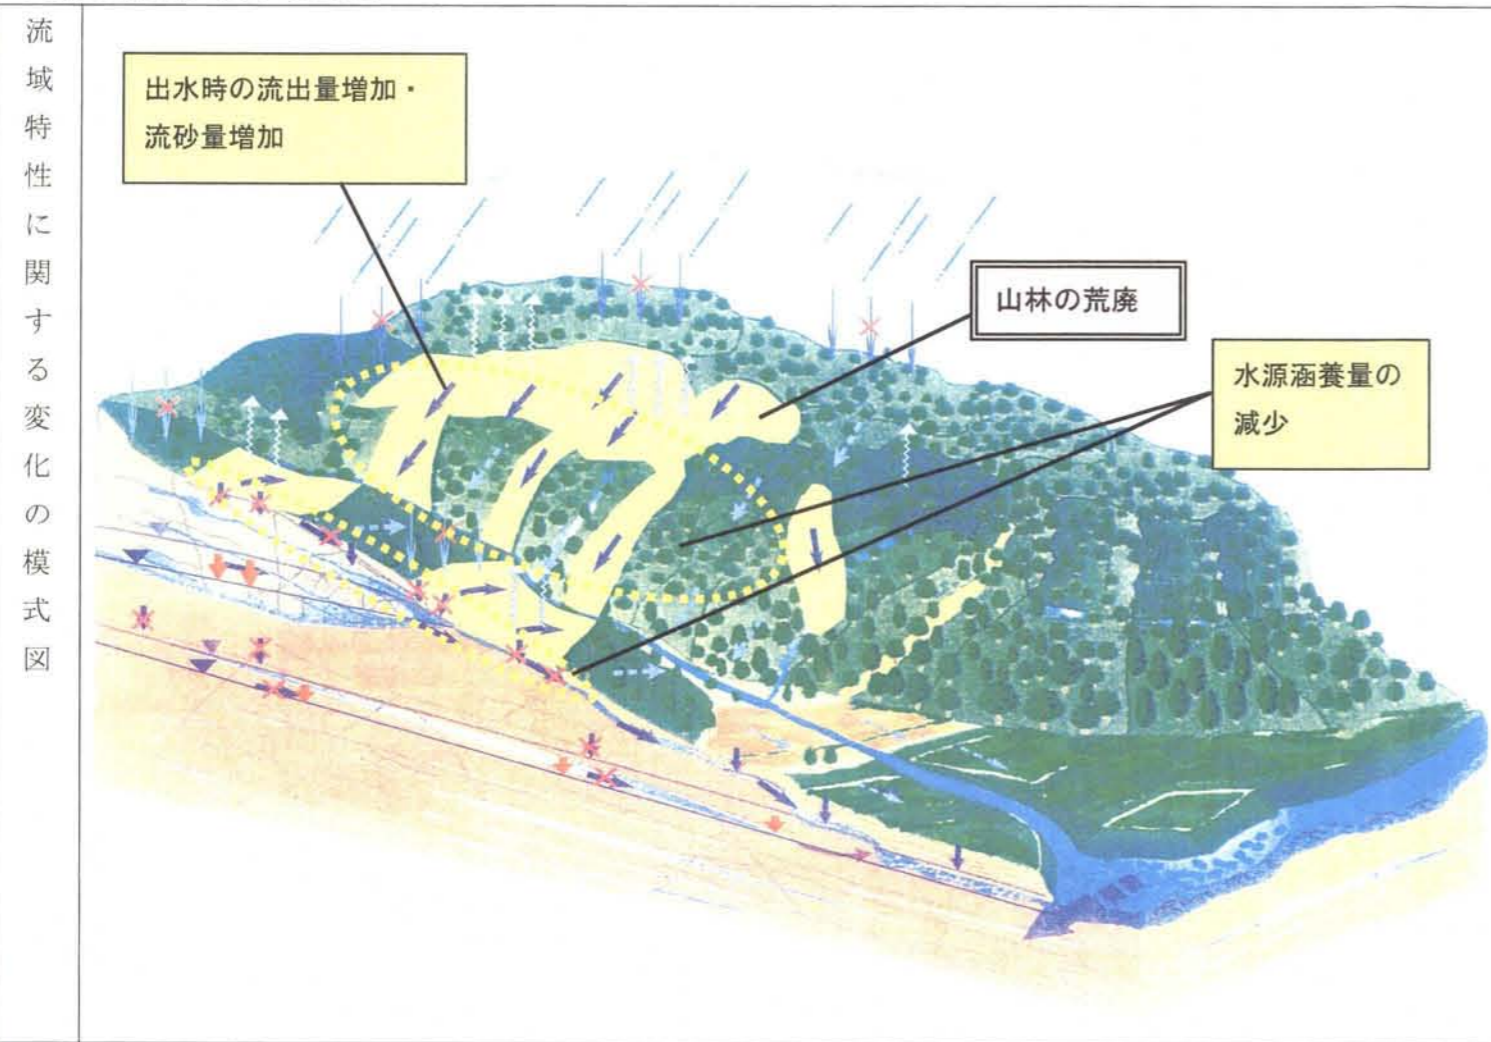 流域特性に関する変化の模式図
出水時の流出量増加・
流砂量増加
山林の荒廃
水源涵養量の
減少